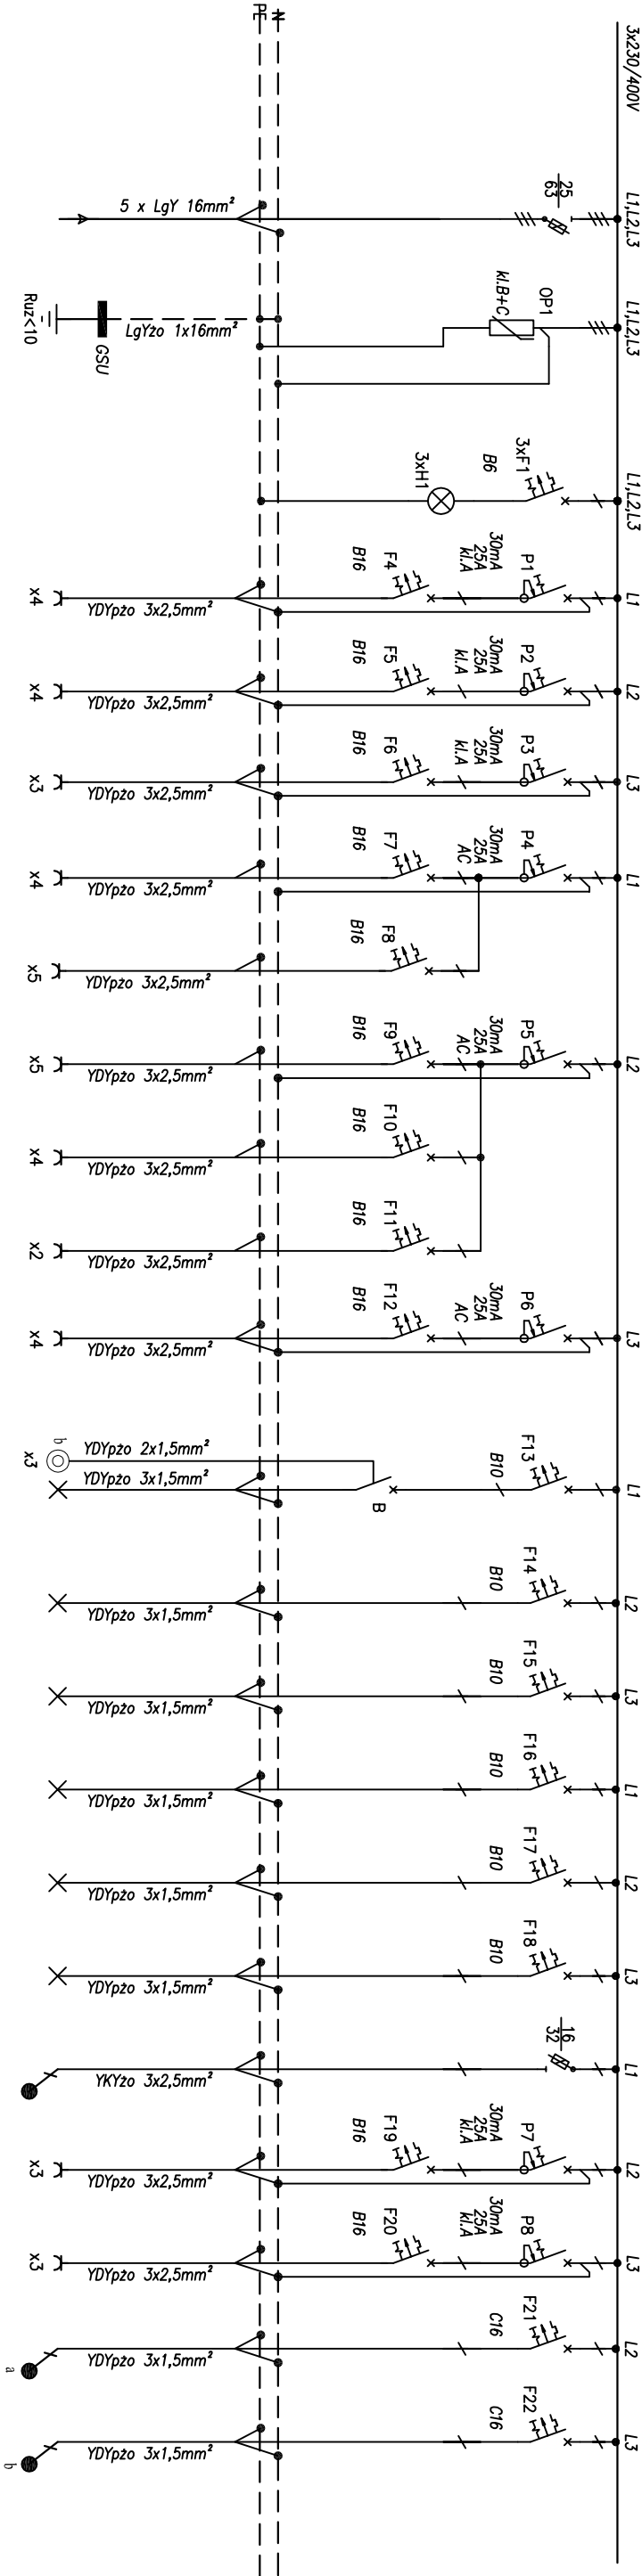 3x230/400V
PE
N
L1,L2,L3
25
63
5 x LgY 16mm²
L1,L2,L3
OP1
kl.B+C
LgYżo 1x16mm²
GSU
Ruz<10
L1,L2,L3
3xF1
B6
3xH1
L1
P1
30mA
25A
kl.A
F4
B16
YDYpżo 3x2,5mm²
x4
L2
P2
30mA
25A
kl.A
F5
B16
YDYpżo 3x2,5mm²
x4
L3
P3
30mA
25A
kl.A
F6
B16
YDYpżo 3x2,5mm²
x3
L1
P4
30mA
25A
AC
F7
B16
YDYpżo 3x2,5mm²
x4
F8
B16
YDYpżo 3x2,5mm²
x5
L2
P5
30mA
25A
AC
F9
B16
YDYpżo 3x2,5mm²
x5
F10
B16
YDYpżo 3x2,5mm²
x4
F11
B16
YDYpżo 3x2,5mm²
x2
L3
P6
30mA
25A
AC
F12
B16
YDYpżo 3x2,5mm²
x4
L1
F13
B10
B
YDYpżo 2x1,5mm²
YDYpżo 3x1,5mm²
b
x3
L2
F14
B10
YDYpżo 3x1,5mm²
L3
F15
B10
YDYpżo 3x1,5mm²
L1
F16
B10
YDYpżo 3x1,5mm²
L2
F17
B10
YDYpżo 3x1,5mm²
L3
F18
B10
YDYpżo 3x1,5mm²
L1
16
32
YKYżo 3x2,5mm²
L2
P7
30mA
25A
kl.A
F19
B16
YDYpżo 3x2,5mm²
x3
L3
P8
30mA
25A
kl.A
F20
B16
YDYpżo 3x2,5mm²
x3
L2
F21
C16
YDYpżo 3x1,5mm²
a
L3
F22
C16
YDYpżo 3x1,5mm²
b